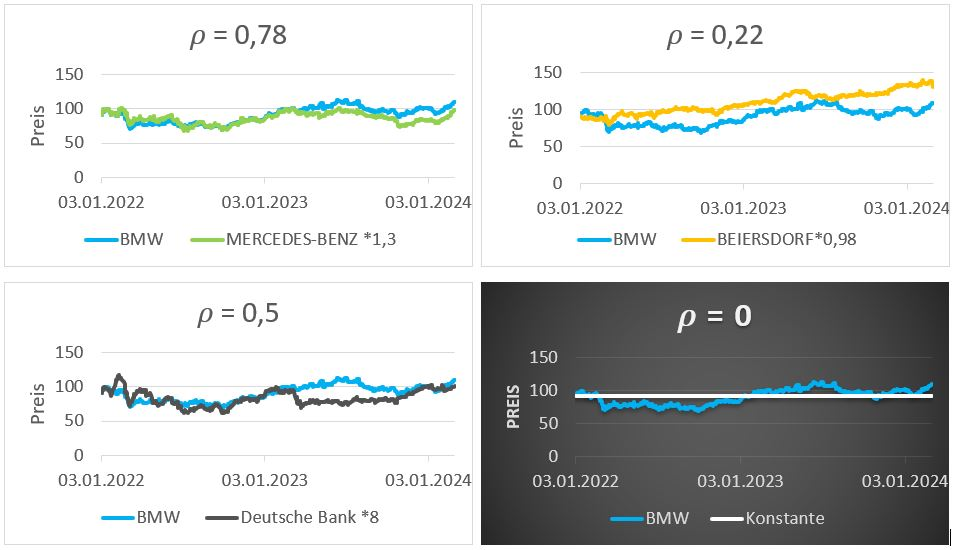 𝜌 = 0,78
Preis
150
100
50
0
03.01.2022
03.01.2023
03.01.2024
BMW
MERCEDES-BENZ *1,3
𝜌 = 0,22
Preis
150
100
50
0
03.01.2022
03.01.2023
03.01.2024
BMW
BEIERSDORF*0,98
𝜌 = 0,5
Preis
150
100
50
0
03.01.2022
03.01.2023
03.01.2024
BMW
Deutsche Bank *8
𝝆 = 0
PREIS
150
100
50
0
03.01.2022
03.01.2023
03.01.2024
BMW
Konstante